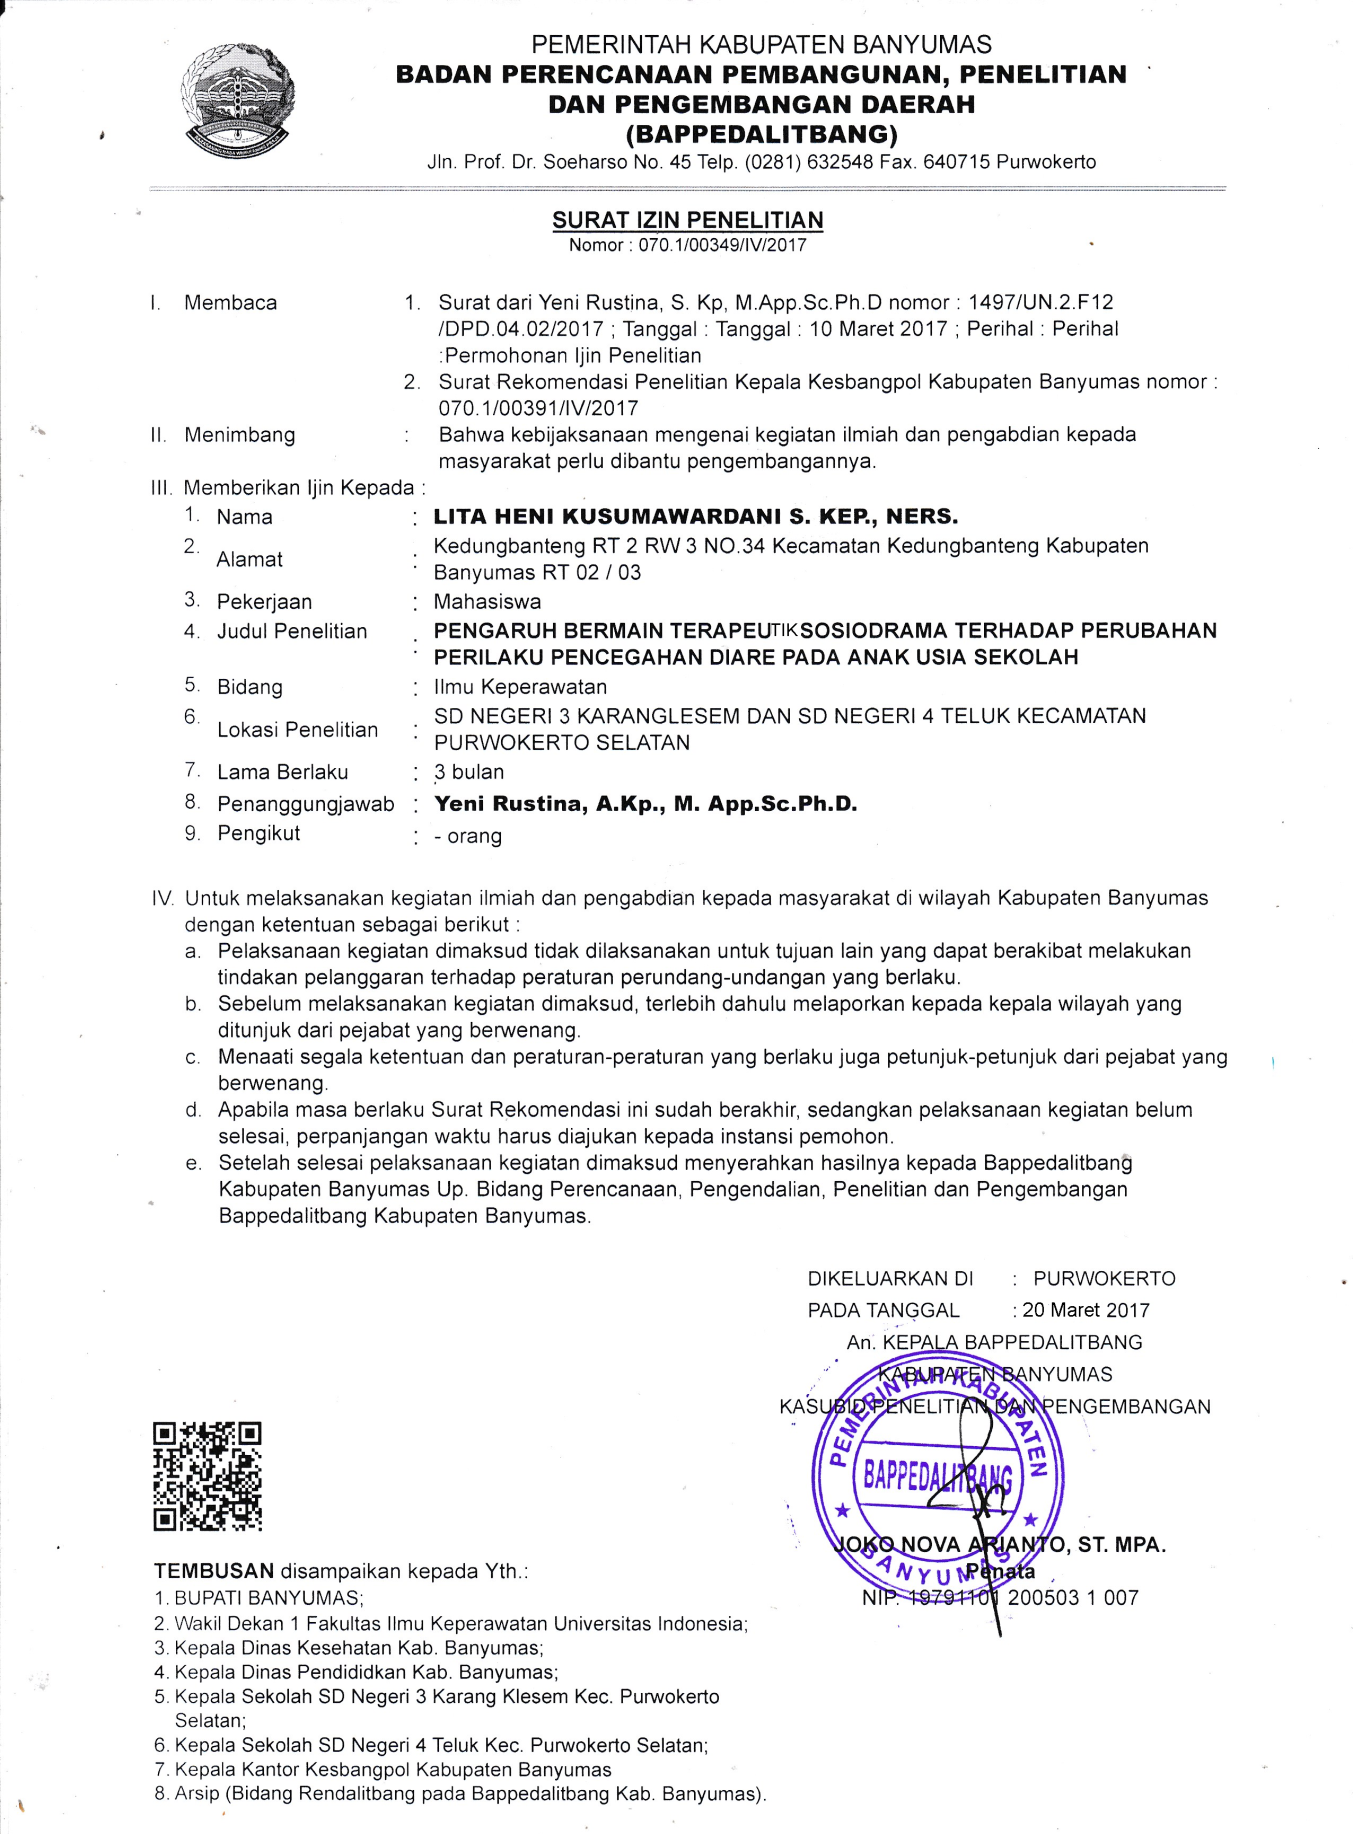 PEMERINTAH KABUPATEN BANYUMAS
BADAN PERENCANAAN PEMBANGUNAN, PENELITIAN
DAN PENGEMBANGAN DAERAH
(BAPPEDALITBANG)
Jln. Prof. Dr. Soeharso No. 45 Telp. (0281) 632548 Fax. 640715 Purwokerto
SURAT IZIN PENELITIAN
Nomor : 070.1/00349/IV/2017
I. Membaca 1. Surat dari Yeni Rustina, S. Kp, M.App.Sc.Ph.D nomor : 1497/UN.2.F12
/DPD.04.02/2017 ; Tanggal : Tanggal : 10 Maret 2017 ; Perihal : Perihal
:Permohonan Ijin Penelitian
2. Surat Rekomendasi Penelitian Kepala Kesbangpol Kabupaten Banyumas nomor :
070.1/00391/IV/2017
II. Menimbang : Bahwa kebijaksanaan mengenai kegiatan ilmiah dan pengabdian kepada
masyarakat perlu dibantu pengembangannya.
III. Memberikan Ijin Kepada :
1. Nama : LITA HENI KUSUMAWARDANI S. KEP., NERS.
2. Alamat : Kedungbanteng RT 2 RW 3 NO.34 Kecamatan Kedungbanteng Kabupaten
Banyumas RT 02 / 03
3. Pekerjaan : Mahasiswa
4. Judul Penelitian : PENGARUH BERMAIN TERAPEUTIKSOSIODRAMA TERHADAP PERUBAHAN
PERILAKU PENCEGAHAN DIARE PADA ANAK USIA SEKOLAH
5. Bidang : Ilmu Keperawatan
6. Lokasi Penelitian : SD NEGERI 3 KARANGLESEM DAN SD NEGERI 4 TELUK KECAMATAN
PURWOKERTO SELATAN
7. Lama Berlaku : 3 bulan
8. Penanggungjawab : Yeni Rustina, A.Kp., M. App.Sc.Ph.D.
9. Pengikut : - orang
IV. Untuk melaksanakan kegiatan ilmiah dan pengabdian kepada masyarakat di wilayah Kabupaten Banyumas
dengan ketentuan sebagai berikut :
a. Pelaksanaan kegiatan dimaksud tidak dilaksanakan untuk tujuan lain yang dapat berakibat melakukan
tindakan pelanggaran terhadap peraturan perundang-undangan yang berlaku.
b. Sebelum melaksanakan kegiatan dimaksud, terlebih dahulu melaporkan kepada kepala wilayah yang
ditunjuk dari pejabat yang berwenang.
c. Menaati segala ketentuan dan peraturan-peraturan yang berlaku juga petunjuk-petunjuk dari pejabat yang
berwenang.
d. Apabila masa berlaku Surat Rekomendasi ini sudah berakhir, sedangkan pelaksanaan kegiatan belum
selesai, perpanjangan waktu harus diajukan kepada instansi pemohon.
e. Setelah selesai pelaksanaan kegiatan dimaksud menyerahkan hasilnya kepada Bappedalitbang
Kabupaten Banyumas Up. Bidang Perencanaan, Pengendalian, Penelitian dan Pengembangan
Bappedalitbang Kabupaten Banyumas.
DIKELUARKAN DI : PURWOKERTO
PADA TANGGAL : 20 Maret 2017
An. KEPALA BAPPEDALITBANG
KABUPATEN BANYUMAS
KASUBID PENELITIAN DAN PENGEMBANGAN
PEMERINTAH KABUPATEN
BAPPEDALITBANG
BANYUMAS
JOKO NOVA ARIANTO, ST. MPA.
Penata
NIP. 19791101 200503 1 007
TEMBUSAN disampaikan kepada Yth.:
1. BUPATI BANYUMAS;
2. Wakil Dekan 1 Fakultas Ilmu Keperawatan Universitas Indonesia;
3. Kepala Dinas Kesehatan Kab. Banyumas;
4. Kepala Dinas Pendididkan Kab. Banyumas;
5. Kepala Sekolah SD Negeri 3 Karang Klesem Kec. Purwokerto
Selatan;
6. Kepala Sekolah SD Negeri 4 Teluk Kec. Purwokerto Selatan;
7. Kepala Kantor Kesbangpol Kabupaten Banyumas
8. Arsip (Bidang Rendalitbang pada Bappedalitbang Kab. Banyumas).